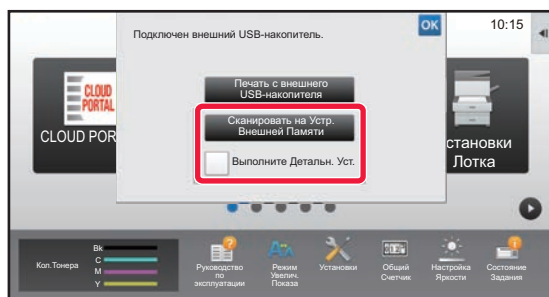 Подключен внешний USB-накопитель.
OK
10:15
Печать с внешнего
USB-накопителя
Сканировать на Устр.
Внешней Памяти
Выполните Детальн. Уст.
CLOUD
PORTAL
CLOUD POR
становки
Лотка
Кол.Тонера
Bk
C
M
Y
Руководство
по
эксплуатации
Режим
Увелич.
Показа
Установки
Общий
Счетчик
Настройка
Яркости
Состояние
Задания